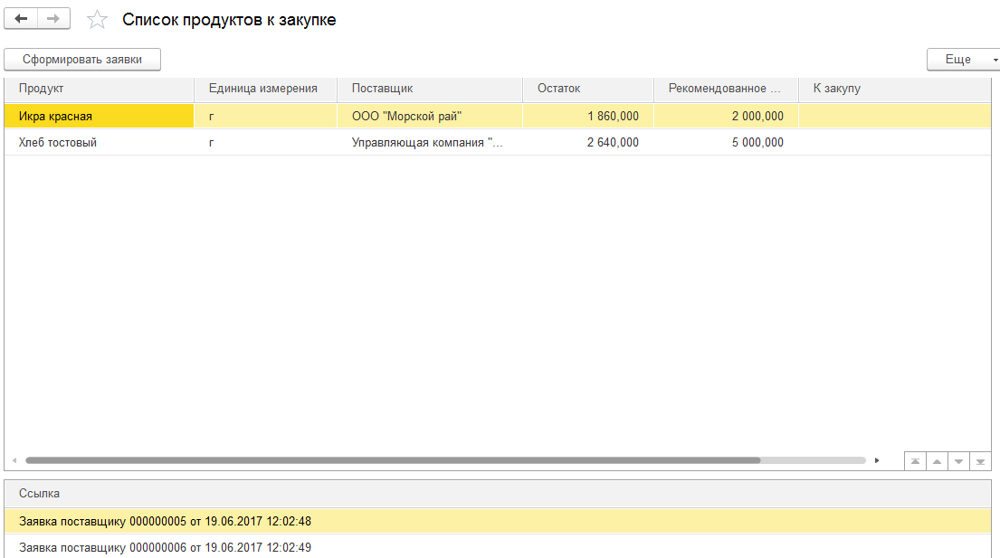 Список продуктов к закупке
Сформировать заявки Еще
Продукт Единица измерения Поставщик Остаток Рекомендованное ... К закупу
Икра красная г ООО "Морской рай" 1 860,000 2 000,000
Хлеб тостовый г Управляющая компания "... 2 640,000 5 000,000
Ссылка
Заявка поставщику 000000005 от 19.06.2017 12:02:48
Заявка поставщику 000000006 от 19.06.2017 12:02:49